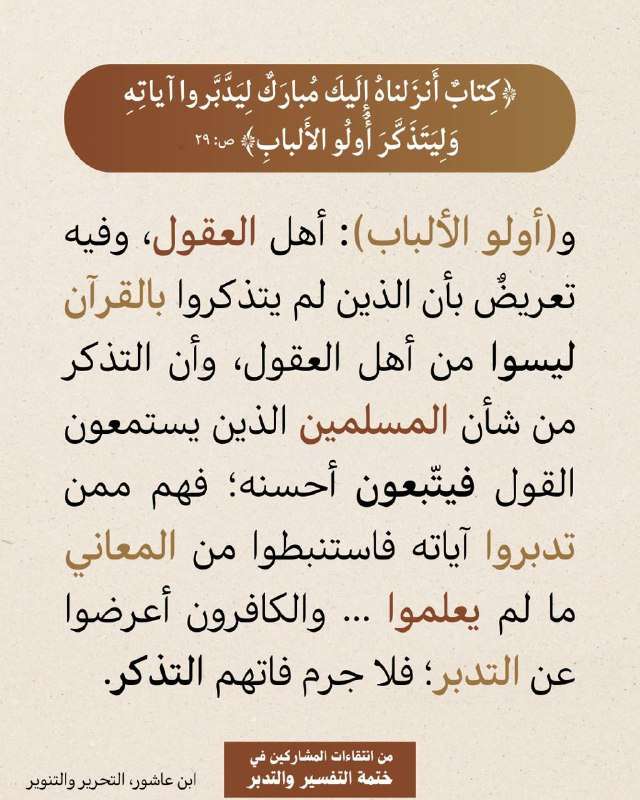 ﴿كِتابٌ أَنزَلناهُ إِلَيكَ مُبارَكٌ لِيَدَّبَّروا آياتِهِ
وَلِيَتَذَكَّرَ أُولُو الأَلبابِ﴾ ص: ٢٩
و(أولو الألباب): أهل العقول، وفيه
تعريضٌ بأن الذين لم يتذكروا بالقرآن
ليسوا من أهل العقول، وأن التذكر
من شأن المسلمين الذين يستمعون
القول فيتّبعون أحسنه؛ فهم ممن
تدبروا آياته فاستنبطوا من المعاني
ما لم يعلموا ... والكافرون أعرضوا
عن التدبر؛ فلا جرم فاتهم التذكر.
من انتقاءات المشاركين في
ختمة التفسير والتدبر
ابن عاشور، التحرير والتنوير